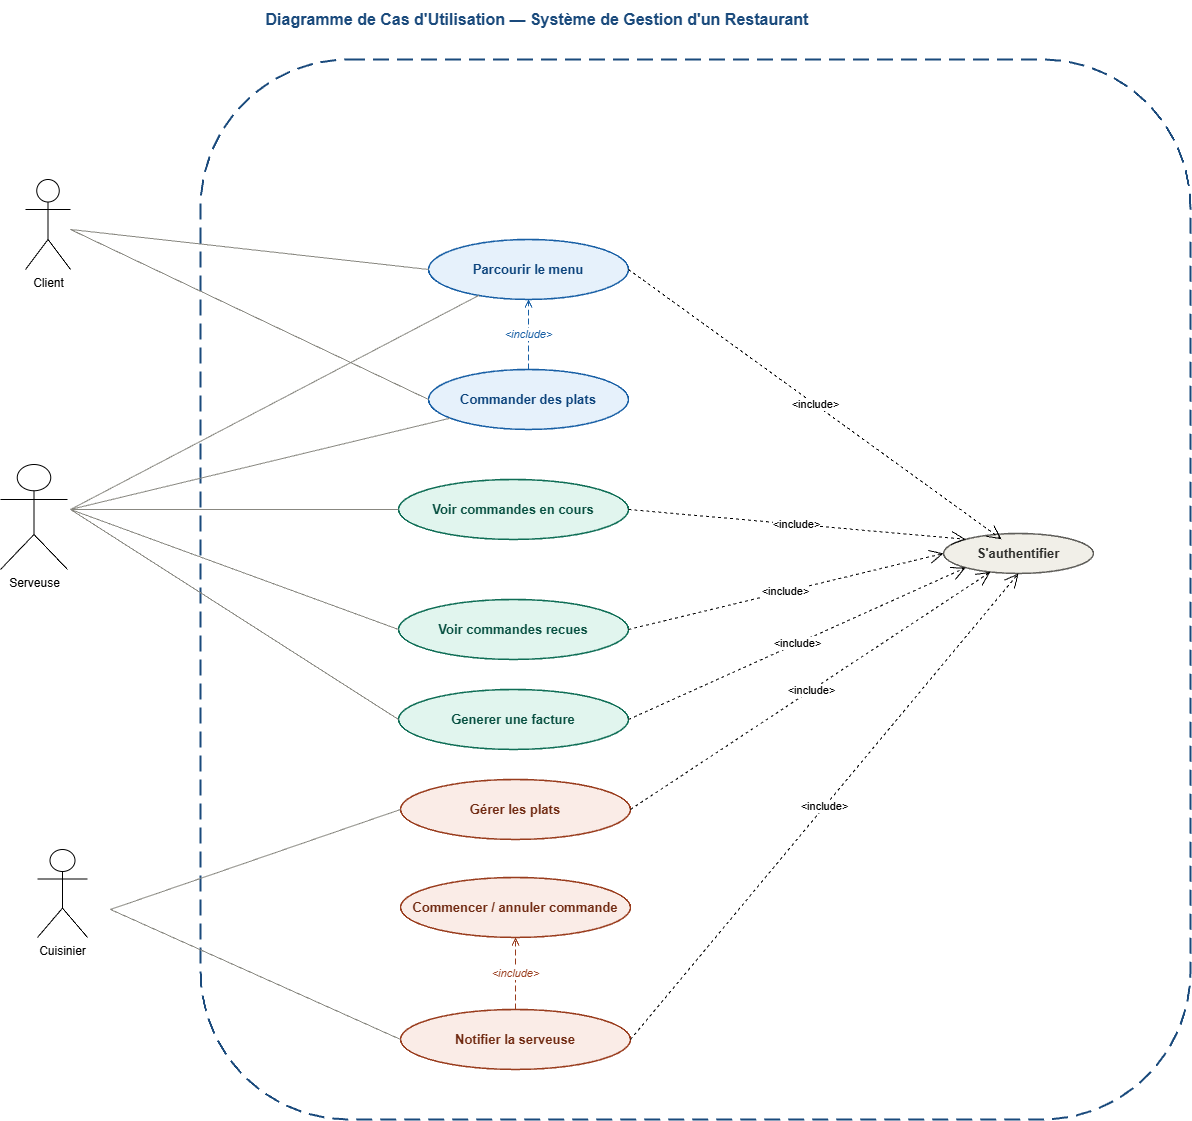 Diagramme de Cas d'Utilisation — Système de Gestion d'un Restaurant
Client
Parcourir le menu
<include>
Commander des plats
<include>
Serveuse
Voir commandes en cours
<include>
S'authentifier
Voir commandes recues
<include>
<include>
Generer une facture
<include>
Gérer les plats
<include>
Cuisinier
Commencer / annuler commande
<include>
Notifier la serveuse